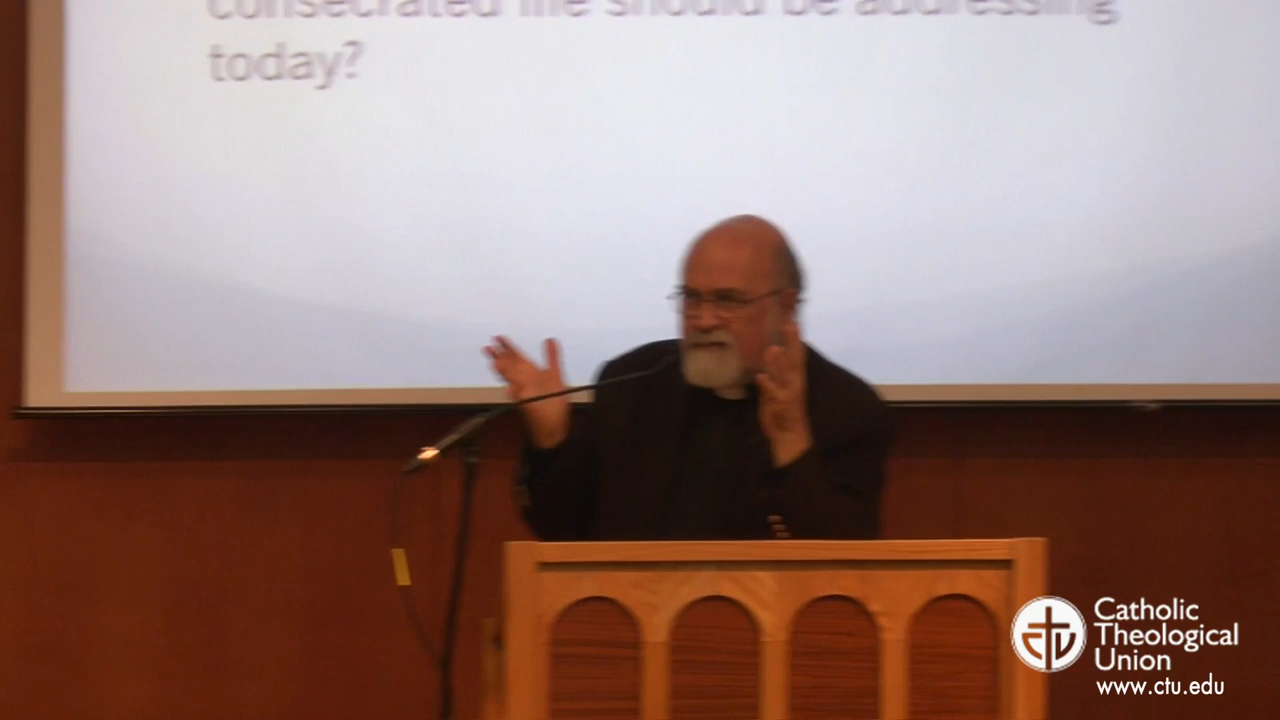 consecrated life should be addressing
today?
Catholic
Theological
Union
www.ctu.edu